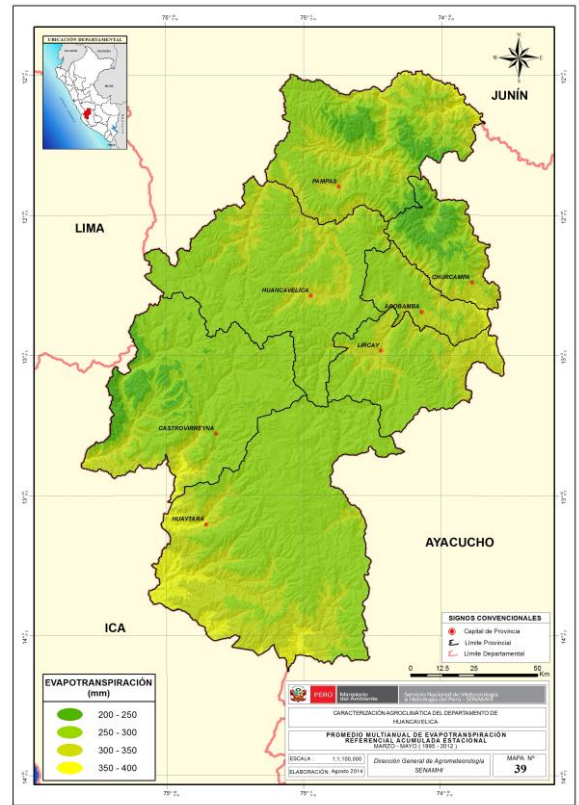 UBICACIÓN DEPARTAMENTAL
JUNÍN
LIMA
PAMPAS
CHURCAMPA
HUANCAVELICA
ACOBAMBA
LIRCAY
CASTROVIRREYNA
HUAYTARA
AYACUCHO
ICA
SIGNOS CONVENCIONALES
Capital de Provincia
Límite Provincial
Límite Departamental
0 12.5 25 50
Km
EVAPOTRANSPIRACIÓN
(mm)
200 - 250
250 - 300
300 - 350
350 - 400
PERÚ
Ministerio
del Ambiente
Servicio Nacional de Meteorología
e Hidrología del Perú - SENAMHI
CARACTERIZACIÓN AGROCLIMÁTICA DEL DEPARTAMENTO DE
HUANCAVELICA
PROMEDIO MULTIANUAL DE EVAPOTRANSPIRACIÓN
REFERENCIAL ACUMULADA ESTACIONAL
MARZO - MAYO ( 1995 - 2012 )
ESCALA : 1:1,100,000
ELABORACIÓN: Agosto 2014
Dirección General de Agrometeorología
SENAMHI
MAPA Nº
39